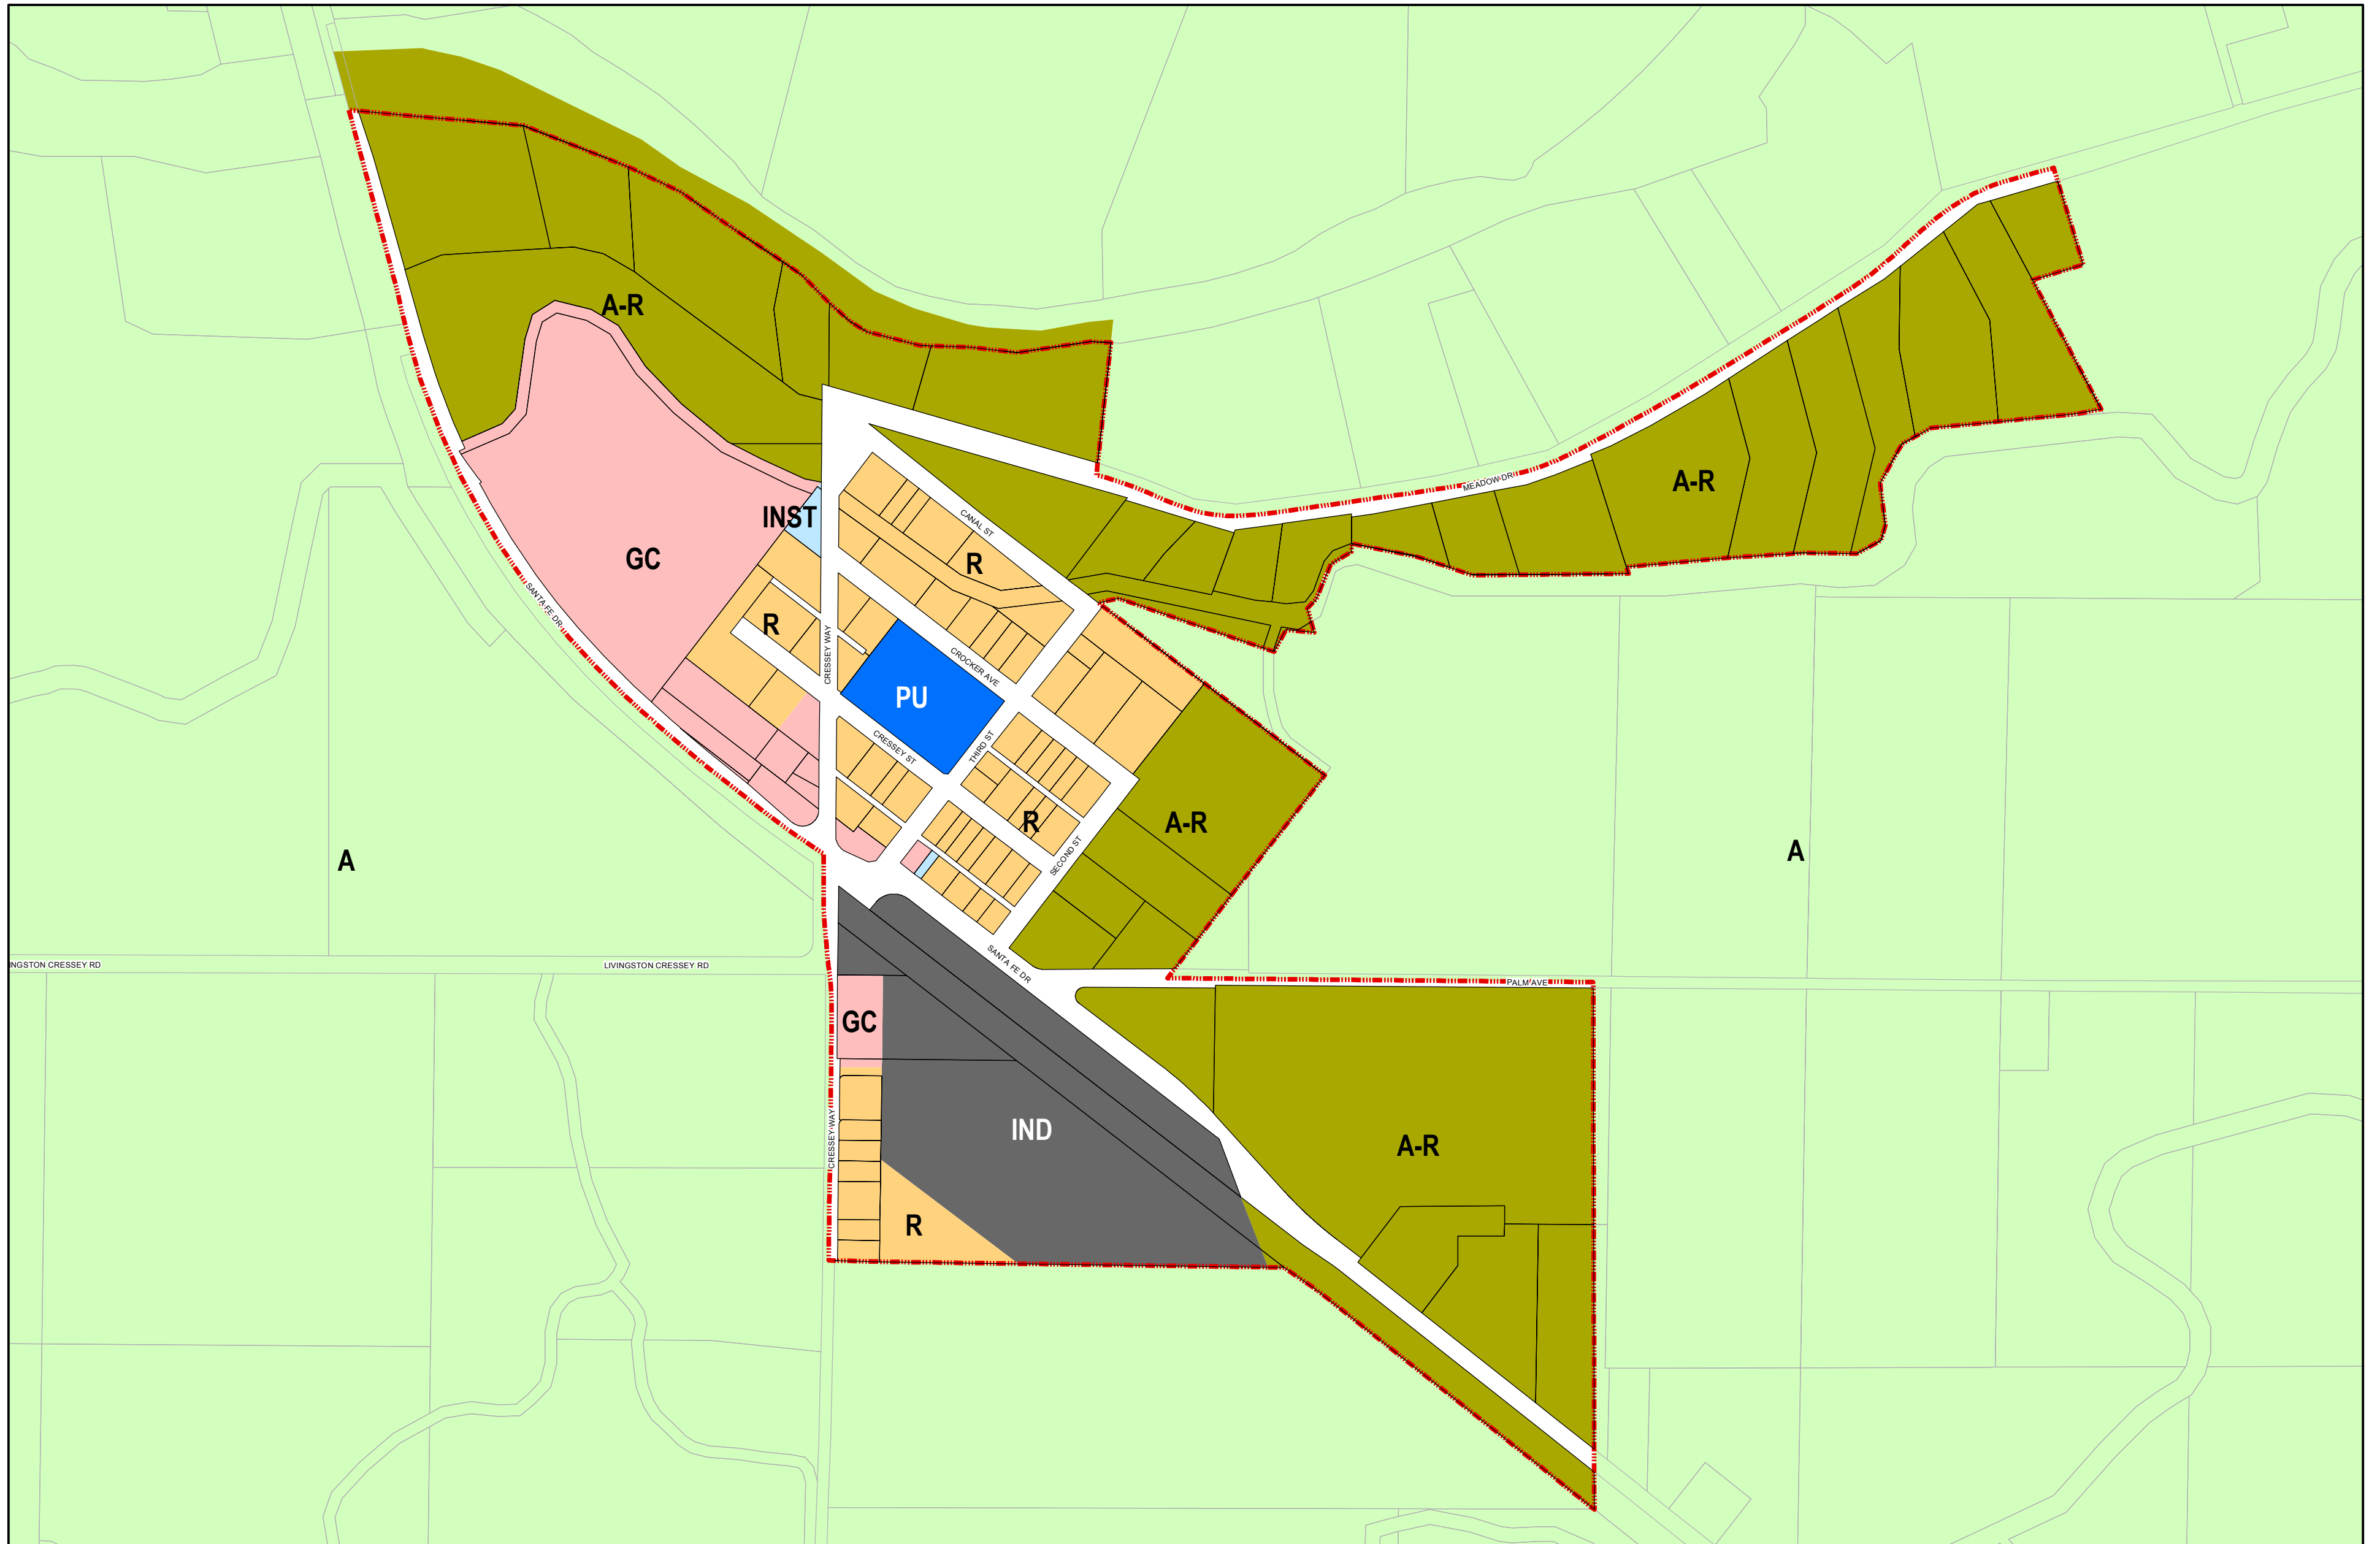 A-R
MEADOW DR
A-R
INST
CANAL ST
GC
R
SANTA FE DR
R
CRESSEY WAY
CROCKER AVE
PU
CRESSEY ST
THIRD ST
R
A-R
A
A
SECOND ST
NGSTON CRESSEY RD
LIVINGSTON CRESSEY RD
SANTA FE DR
PALM AVE
GC
IND
CRESSEY WAY
A-R
R